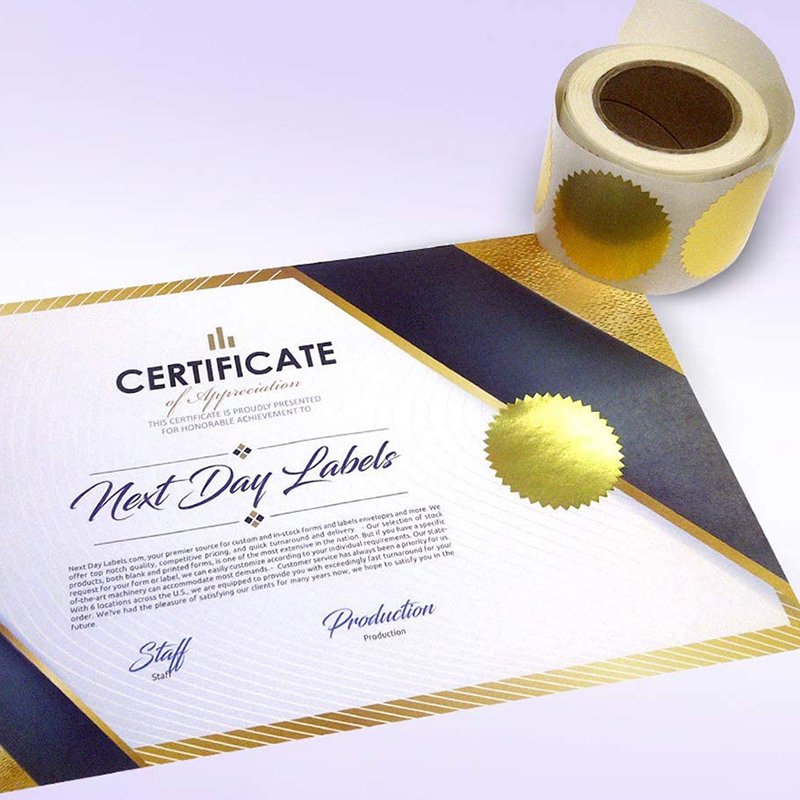 CERTIFICATE
of Appreciation
THIS CERTIFICATE IS PROUDLY PRESENTED
FOR HONORABLE ACHIEVEMENT TO
Next Day Labels
Next Day Labels.com, your premier source for custom and in-stock forms and labels envelopes and more. We
offer top notch quality, competitive pricing, and quick turnaround and delivery. - Our selection of stock
products, both blank and printed forms, is one of the most extensive in the nation. But if you have a specific
request for your form or label, we can easily customize according to your individual requirements. Our state-
of-the-art machinery can accommodate most demands. - Customer service has always been a priority for us.
With 6 locations across the U.S., we are equipped to provide you with exceedingly fast turnaround for your
order. We?ve had the pleasure of satisfying our clients for many years now, we hope to satisfy you in the
future.
Staff
Staff
Production
Production